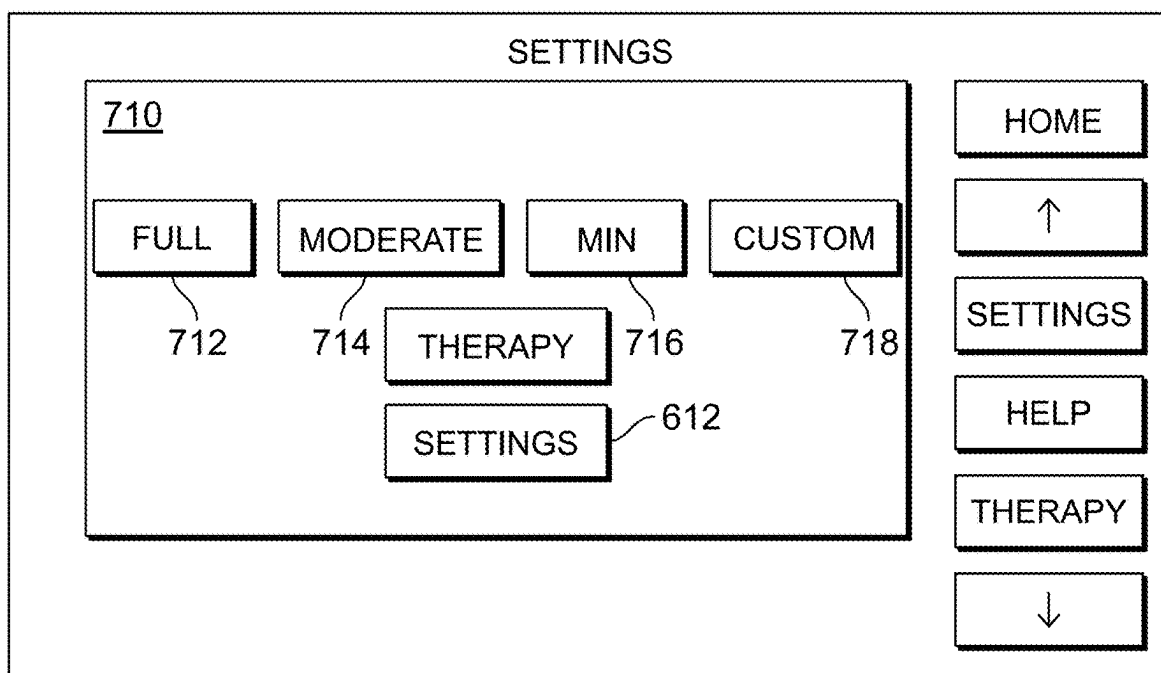 SETTINGS
710
HOME
↑
FULL MODERATE MIN CUSTOM
SETTINGS
712 714 THERAPY 716 718
HELP
SETTINGS 612
THERAPY
↓